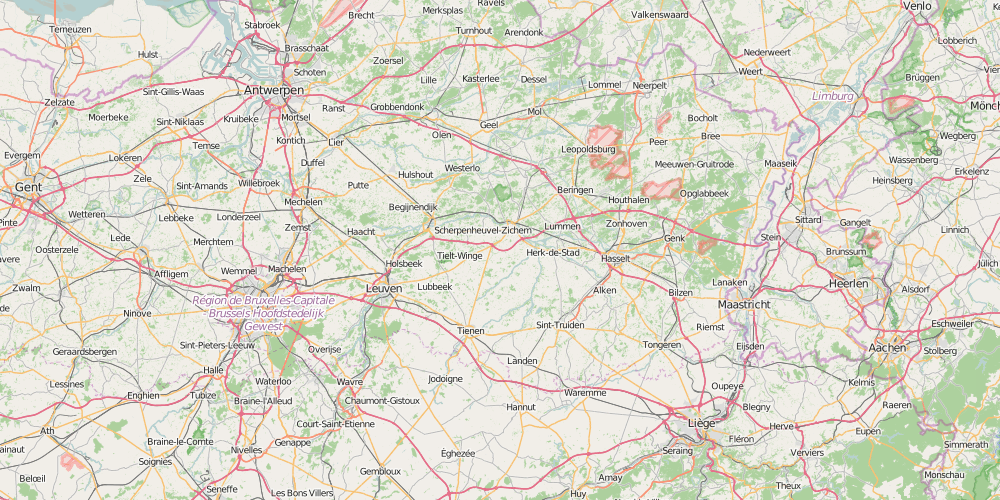 Brecht
Merksplas
Ravels
Valkenswaard
Venlo
Terneuzen
Stabroek
Turnhout
Arendonk
Hulst
Brasschaat
Nederweert
Lobberich
Zoersel
Schoten
Lille
Kasterlee
Dessel
Weert
Brüggen
Sint-Gillis-Waas
Antwerpen
Lommel
Neerpelt
Limburg
Zelzate
Ranst
Grobbendonk
Mol
Moerbeke
Kruibeke
Mortsel
Bocholt
Sint-Niklaas
Geel
Olen
Bree
Wegberg
Temse
Kontich
Lier
Peer
Leopoldsburg
Evergem
Lokeren
Duffel
Meeuwen-Gruitrode
Maaseik
Wassenberg
Erkelenz
Zele
Hulshout
Westerlo
Heinsberg
Gent
Sint-Amands
Willebroek
Putte
Beringen
Opglabbeek
Houthalen
Mechelen
Begijnendijk
Wetteren
Lebbeke
Londerzeel
Sittard
Gangelt
Zemst
Haacht
Scherpenheuvel-Zichem
Lummen
Zonhoven
Linnich
Lede
Genk
Stein
Merchtem
Oosterzele
Tielt-Winge
Herk-de-Stad
Brunssum
Hasselt
Holsbeek
Wemmel
Machelen
Affligem
Jülich
Lanaken
Heerlen
Zwalm
Leuven
Lubbeek
Alken
Bilzen
Alsdorf
Région de Bruxelles-Capitale
Brussels Hoofdstedelijk
Gewest
Maastricht
Ninove
Eschweiler
Tienen
Sint-Truiden
Riemst
Sint-Pieters-Leeuw
Tongeren
Eijsden
Aachen
Geraardsbergen
Overijse
Stolberg
Landen
Halle
Lessines
Waterloo
Wavre
Jodoigne
Kelmis
Oupeye
Enghien
Tubize
Waremme
Braine-l'Alleud
Chaumont-Gistoux
Hannut
Blegny
Raeren
Court-Saint-Etienne
Liège
Herve
Ath
Eupen
Braine-le-Comte
Genappe
Fléron
Simmerath
Nivelles
Seraing
Verviers
Éghezée
Soignies
Gembloux
Monschau
Belœil
Amay
Theux
Seneffe
Les Bons Villers
Huy